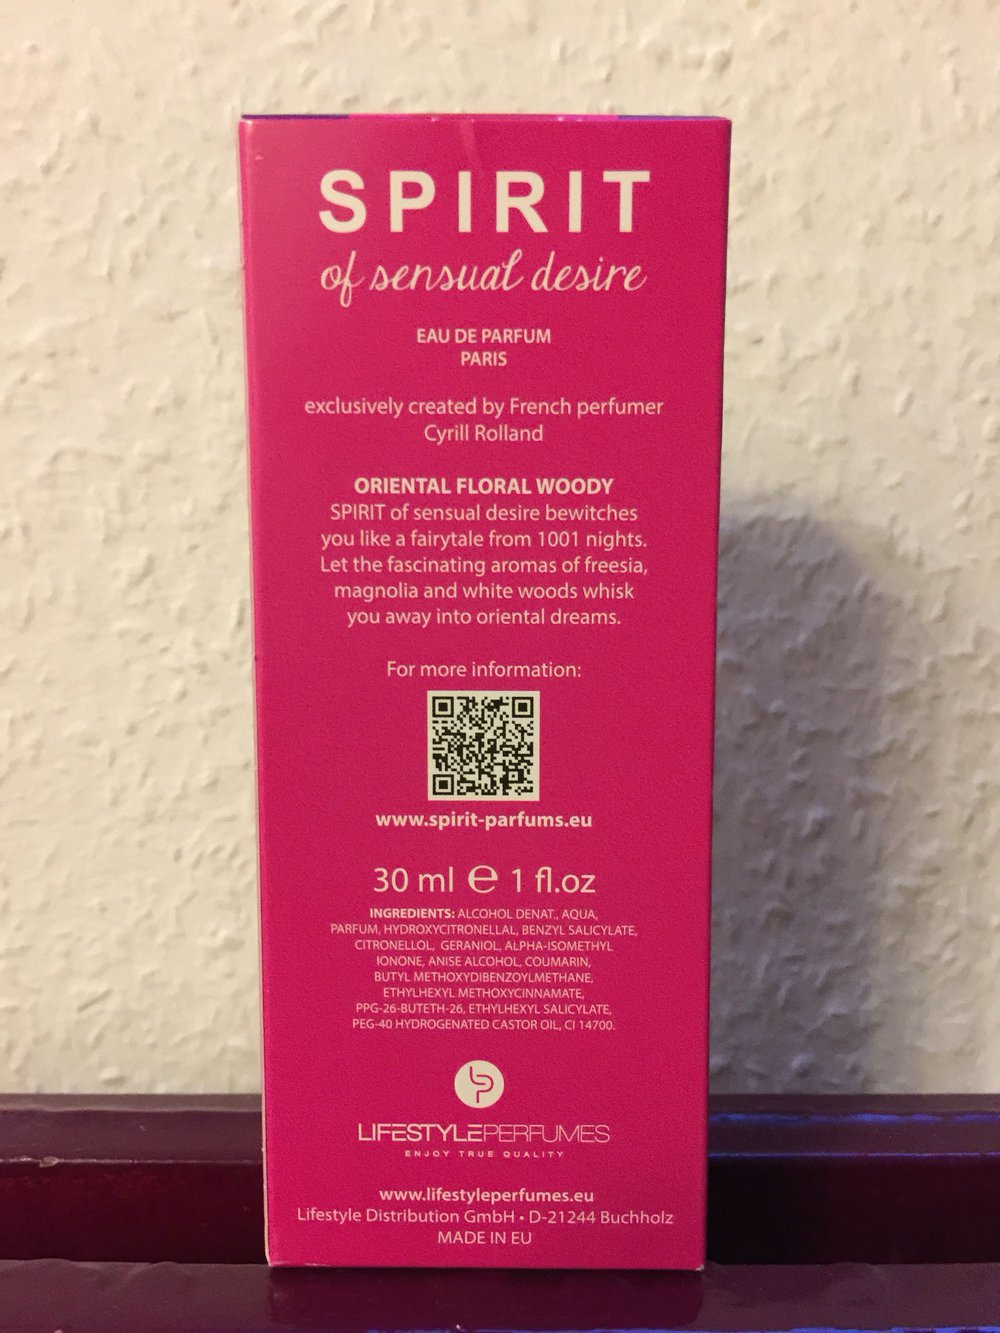 SPIRIT
of sensual desire
EAU DE PARFUM
PARIS
exclusively created by French perfumer
Cyrill Rolland
ORIENTAL FLORAL WOODY
SPIRIT of sensual desire bewitches
you like a fairytale from 1001 nights.
Let the fascinating aromas of freesia,
magnolia and white woods whisk
you away into oriental dreams.
For more information:
www.spirit-parfums.eu
30 ml ℮ 1 fl.oz
INGREDIENTS: ALCOHOL DENAT., AQUA,
PARFUM, HYDROXYCITRONELLAL, BENZYL SALICYLATE,
CITRONELLOL, GERANIOL, ALPHA-ISOMETHYL
IONONE, ANISE ALCOHOL, COUMARIN,
BUTYL METHOXYDIBENZOYLMETHANE,
ETHYLHEXYL METHOXYCINNAMATE,
PPG-26-BUTETH-26, ETHYLHEXYL SALICYLATE,
PEG-40 HYDROGENATED CASTOR OIL, CI 14700.
LIFESTYLEPERFUMES
ENJOY TRUE QUALITY
www.lifestyleperfumes.eu
Lifestyle Distribution GmbH • D-21244 Buchholz
MADE IN EU